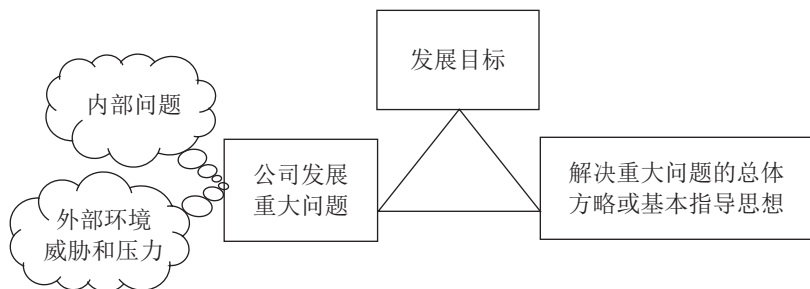 发展目标
内部问题
公司发展
重大问题
解决重大问题的总体
方略或基本指导思想
外部环境
威胁和压力